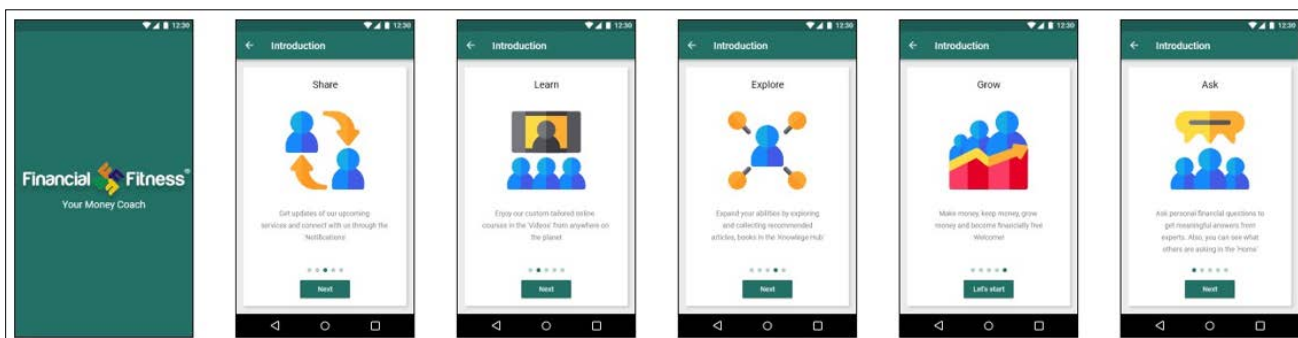 12:30
Financial Fitness®
Your Money Coach
12:30
Introduction
Share
Get updates of our upcoming
services and connect with us through the
'Notifications'
Next
12:30
Introduction
Learn
Enjoy our custom-tailored online
courses in the 'Videos' from anywhere on
the planet
Next
12:30
Introduction
Explore
Expand your abilities by exploring
and collecting recommended
articles, books in the 'Knowlege Hub'
Next
12:30
Introduction
Grow
Make money, keep money, grow
money and become financially free
Welcome!
Let's start
12:30
Introduction
Ask
Ask personal financial questions to
get meaningful answers from
experts. Also, you can see what
others are asking in the 'Home'
Next